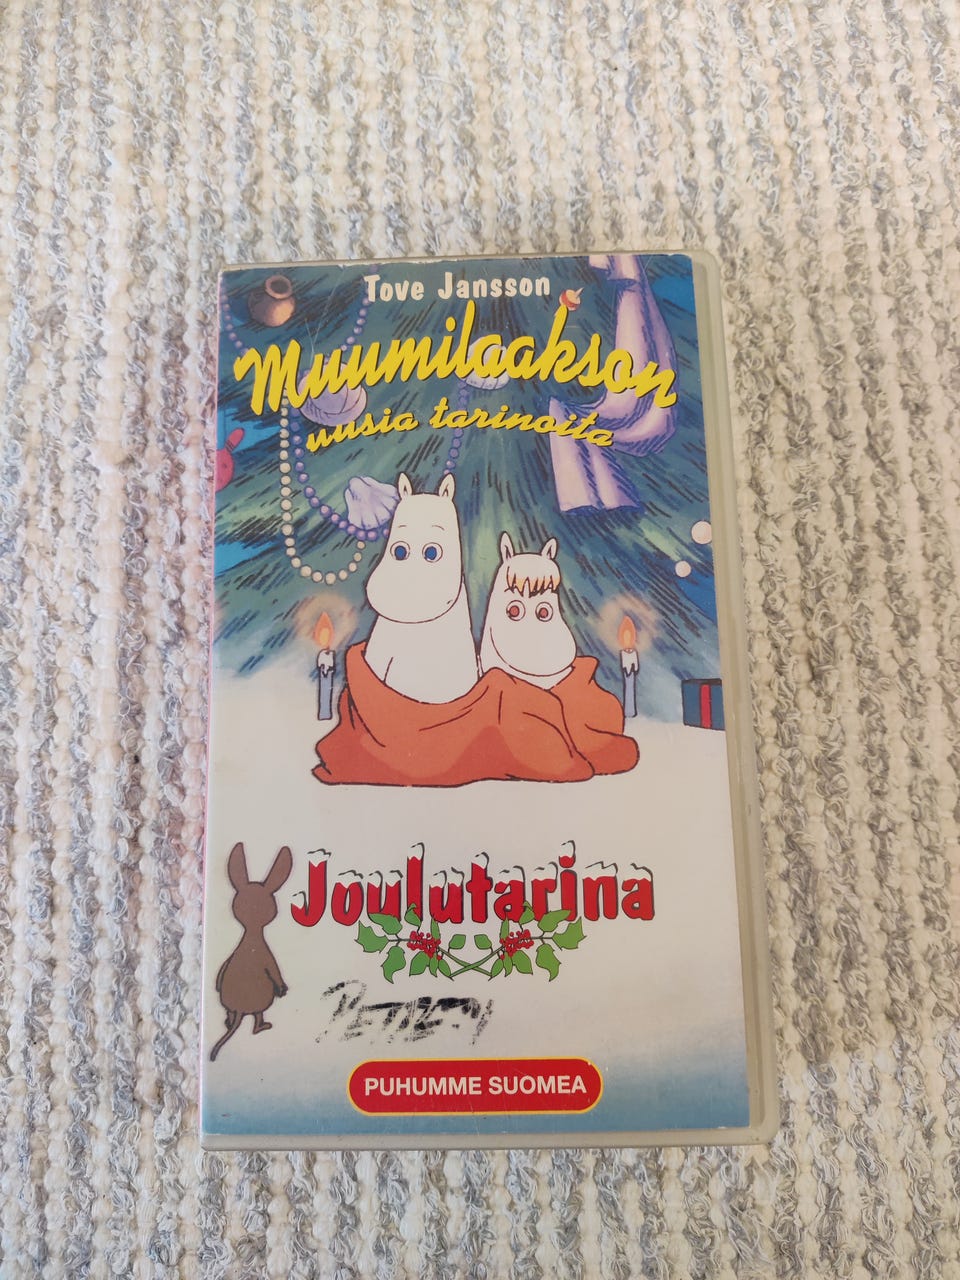 Tove Jansson
Muumilaakson
uusia tarinoita
Joulutarina
PUHUMME SUOMEA